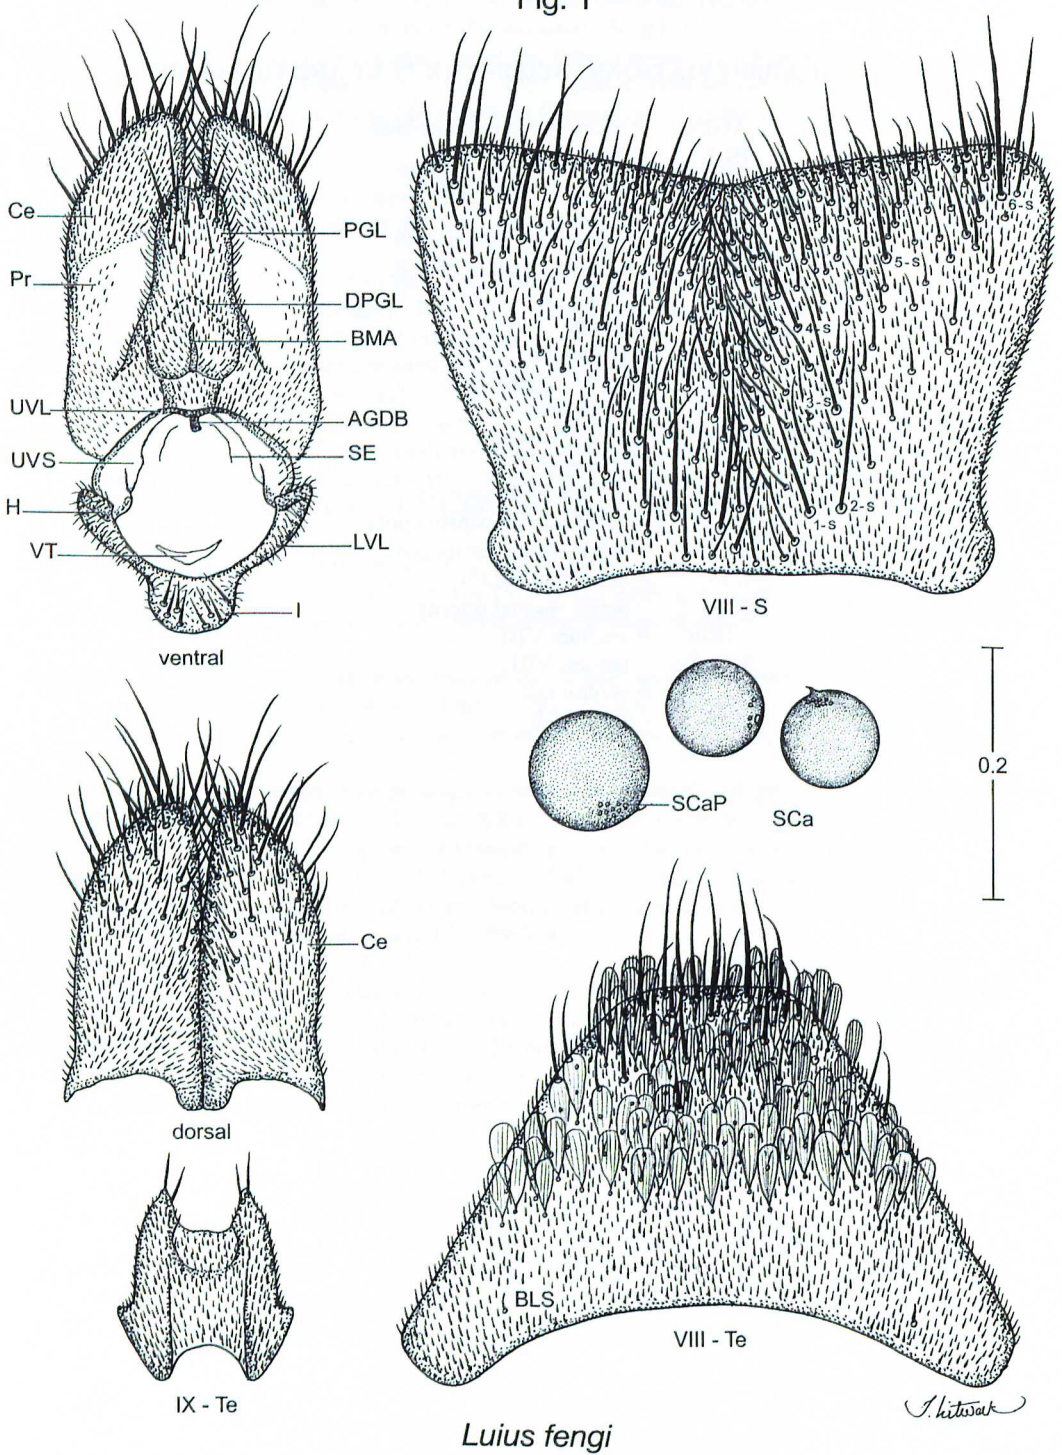 Fig. 1
Ce
PGL
Pr
DPGL
BMA
UVL
AGDB
UVS
SE
H
VT
LVL
I
ventral
6-s
5-s
4-s
3-s
2-s
1-s
VIII - S
SCaP
SCa
0.2
Ce
dorsal
BLS
VIII - Te
IX - Te
T. Litwak
Luius fengi